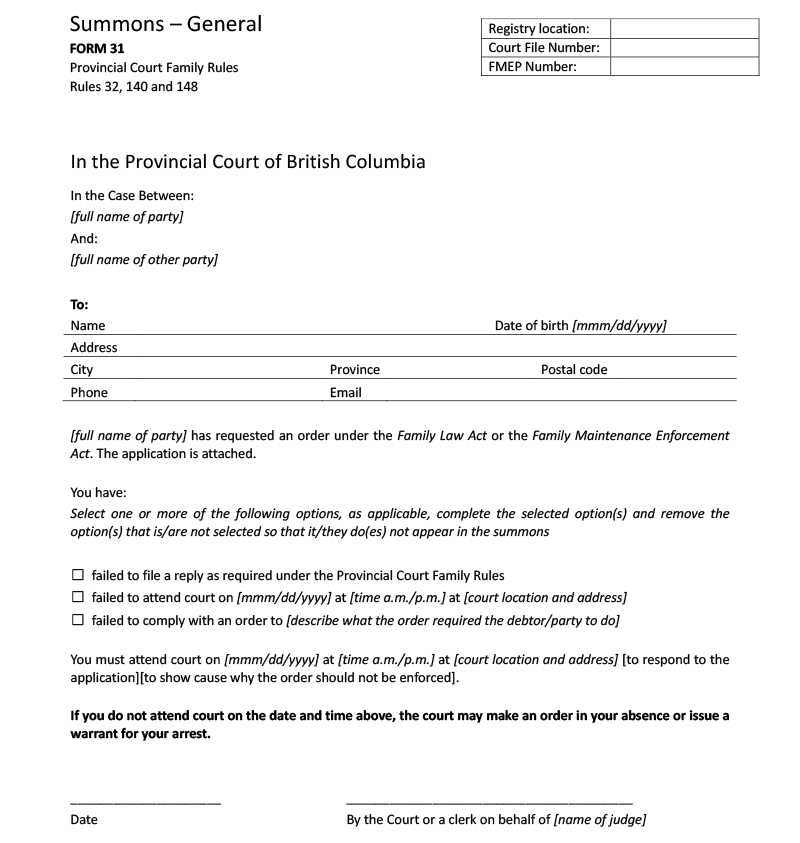 Summons – General
FORM 31
Provincial Court Family Rules
Rules 32, 140 and 148
Registry location:
Court File Number:
FMEP Number:
In the Provincial Court of British Columbia
In the Case Between:
[full name of party]
And:
[full name of other party]
To:
Name Date of birth [mmm/dd/yyyy]
Address
City Province Postal code
Phone Email
[full name of party] has requested an order under the Family Law Act or the Family Maintenance Enforcement
Act. The application is attached.
You have:
Select one or more of the following options, as applicable, complete the selected option(s) and remove the
option(s) that is/are not selected so that it/they do(es) not appear in the summons
☐ failed to file a reply as required under the Provincial Court Family Rules
☐ failed to attend court on [mmm/dd/yyyy] at [time a.m./p.m.] at [court location and address]
☐ failed to comply with an order to [describe what the order required the debtor/party to do]
You must attend court on [mmm/dd/yyyy] at [time a.m./p.m.] at [court location and address] [to respond to the
application][to show cause why the order should not be enforced].
If you do not attend court on the date and time above, the court may make an order in your absence or issue a
warrant for your arrest.
Date By the Court or a clerk on behalf of [name of judge]